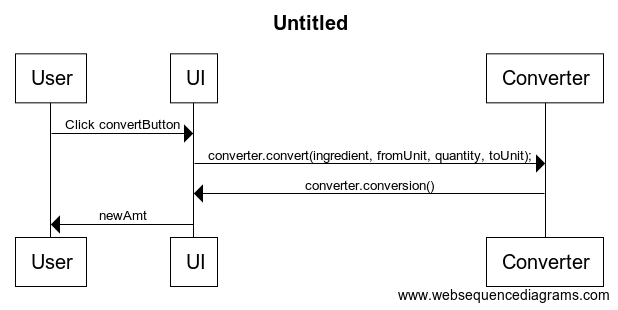 Untitled
User UI Converter
Click convertButton
converter.convert(ingredient, fromUnit, quantity, toUnit);
converter.conversion()
newAmt
User UI Converter
www.websequencediagrams.com